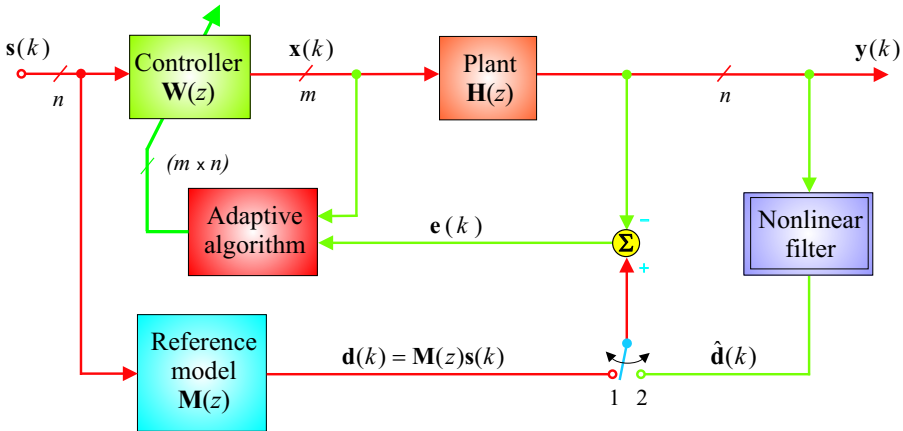 s(k)
x(k)
y(k)
Controller
W(z)
Plant
H(z)
n
m
n
(m x n)
Adaptive
algorithm
e(k)
−
Σ
+
Nonlinear
filter
Reference
model
M(z)
d(k) = M(z)s(k)
d̂(k)
1 2